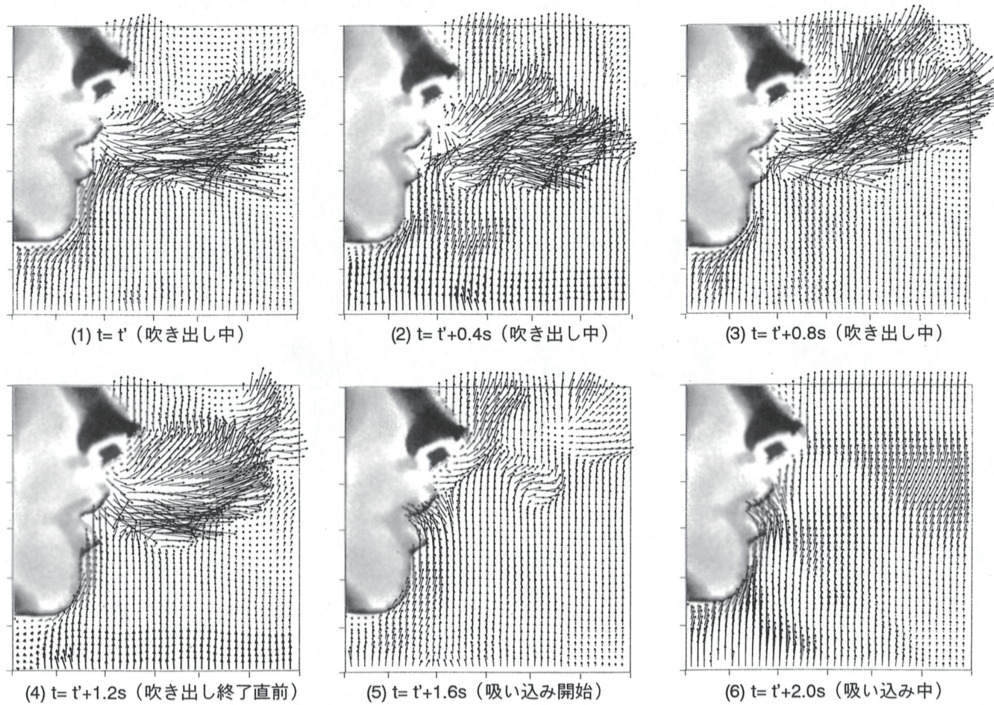 (1) t= t'（吹き出し中）
(2) t= t'+0.4s（吹き出し中）
(3) t= t'+0.8s（吹き出し中）
(4) t= t'+1.2s（吹き出し終了直前）
(5) t= t'+1.6s（吸い込み開始）
(6) t= t'+2.0s（吸い込み中）